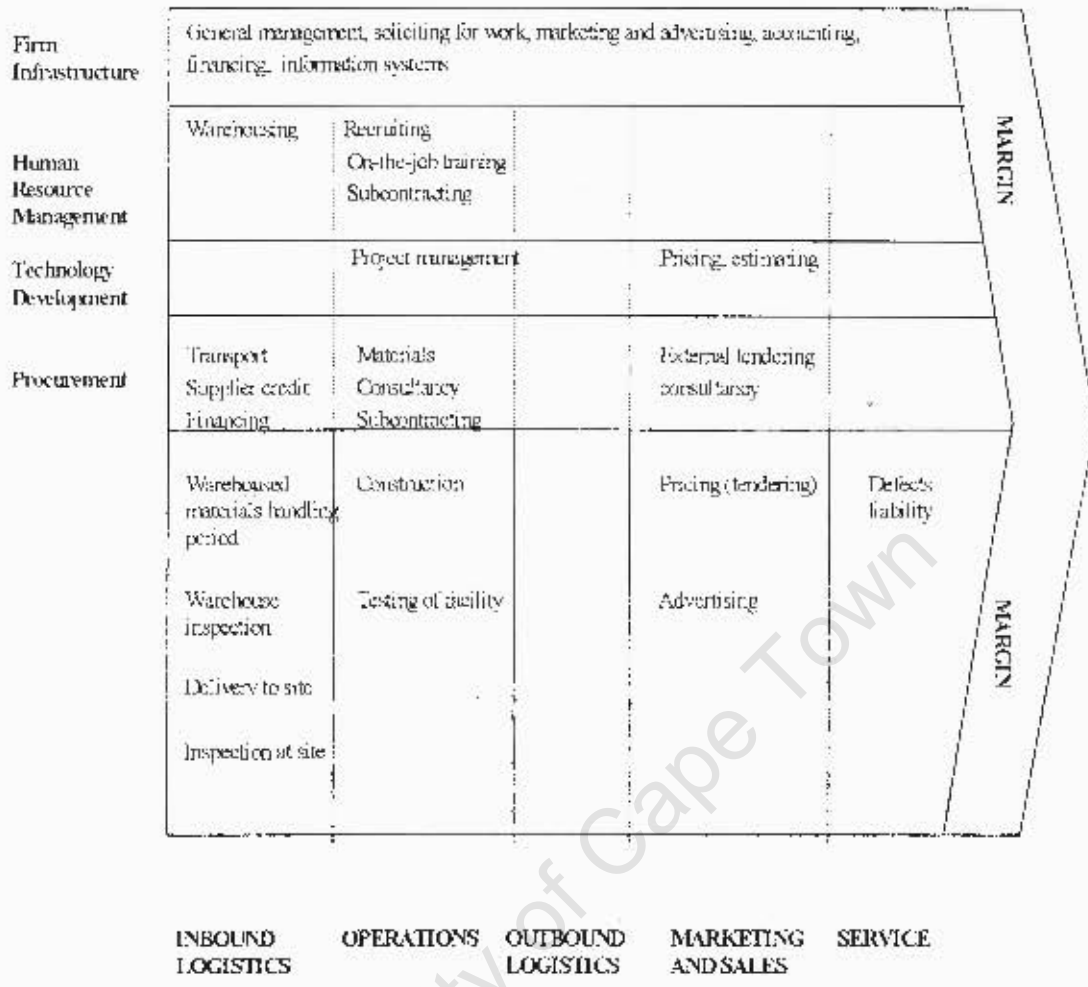 Firm
Infrastructure
General management, soliciting for work, marketing and advertising, accounting,
financing, information systems
MARGIN
Human
Resource
Management
Warehousing
Recruiting
On-the-job training
Subcontracting
Technology
Development
Project management
Pricing, estimating
Procurement
Transport
Supplier credit
Financing
Materials
Consultancy
Subcontracting
External tendering
consultancy
Warehoused
materials handling
period
Construction
Pricing (tendering)
Defects
liability
Warehouse
inspection
Testing of facility
Advertising
MARGIN
Delivery to site
Inspection at site
INBOUND
LOGISTICS
OPERATIONS
OUTBOUND
LOGISTICS
MARKETING
AND SALES
SERVICE
of Cape Town